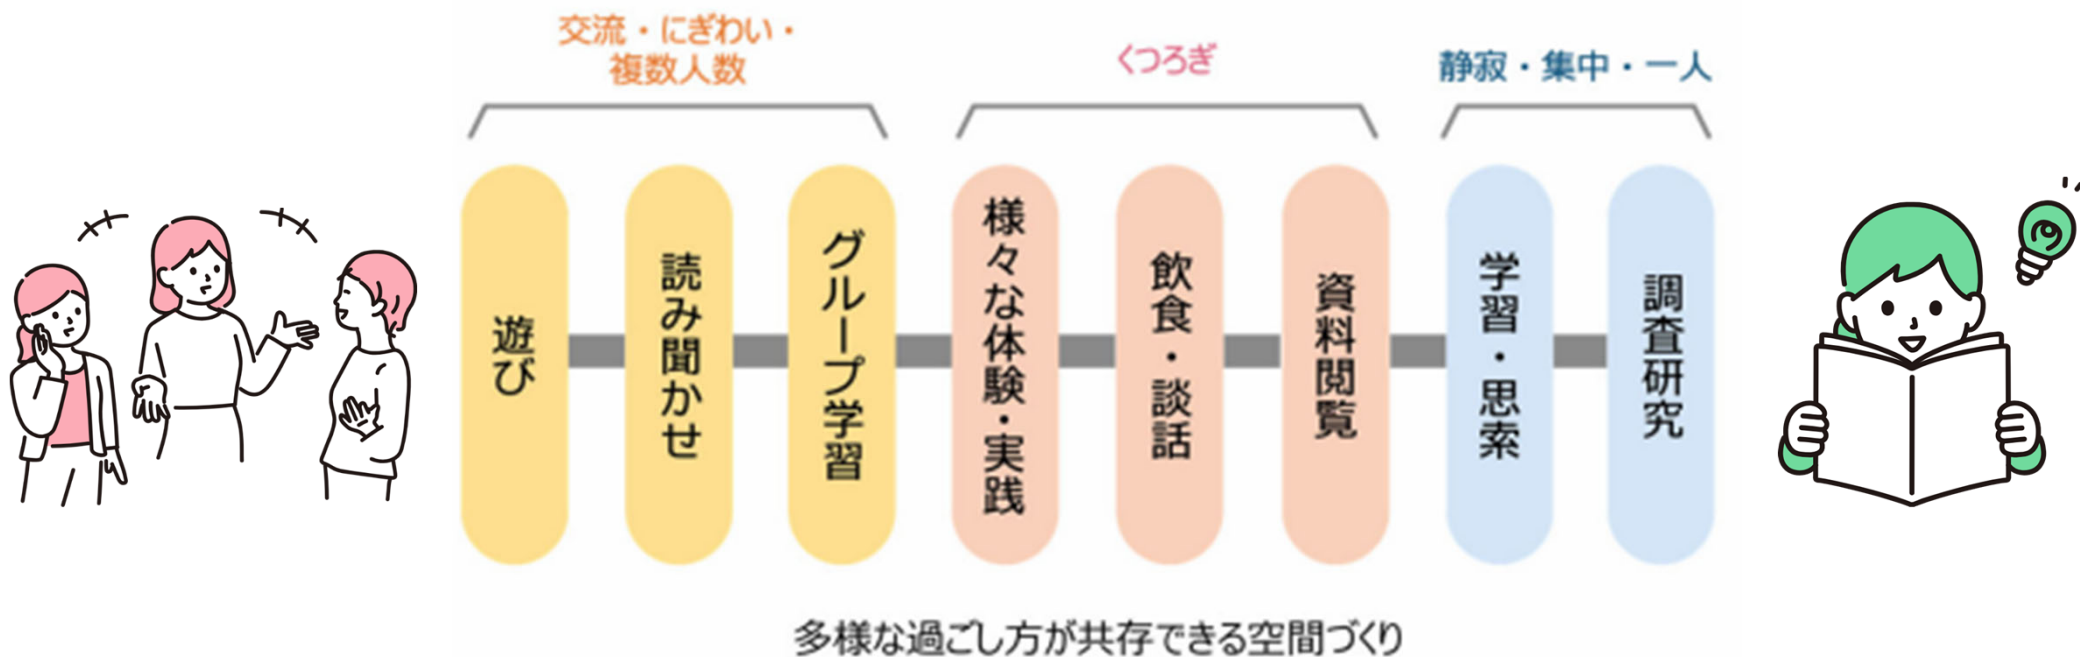 交流・にぎわい・
複数人数
くつろぎ
静寂・集中・一人
遊び
読み聞かせ
グループ学習
様々な体験・実践
飲食・談話
資料閲覧
学習・思索
調査研究
多様な過ごし方が共存できる空間づくり